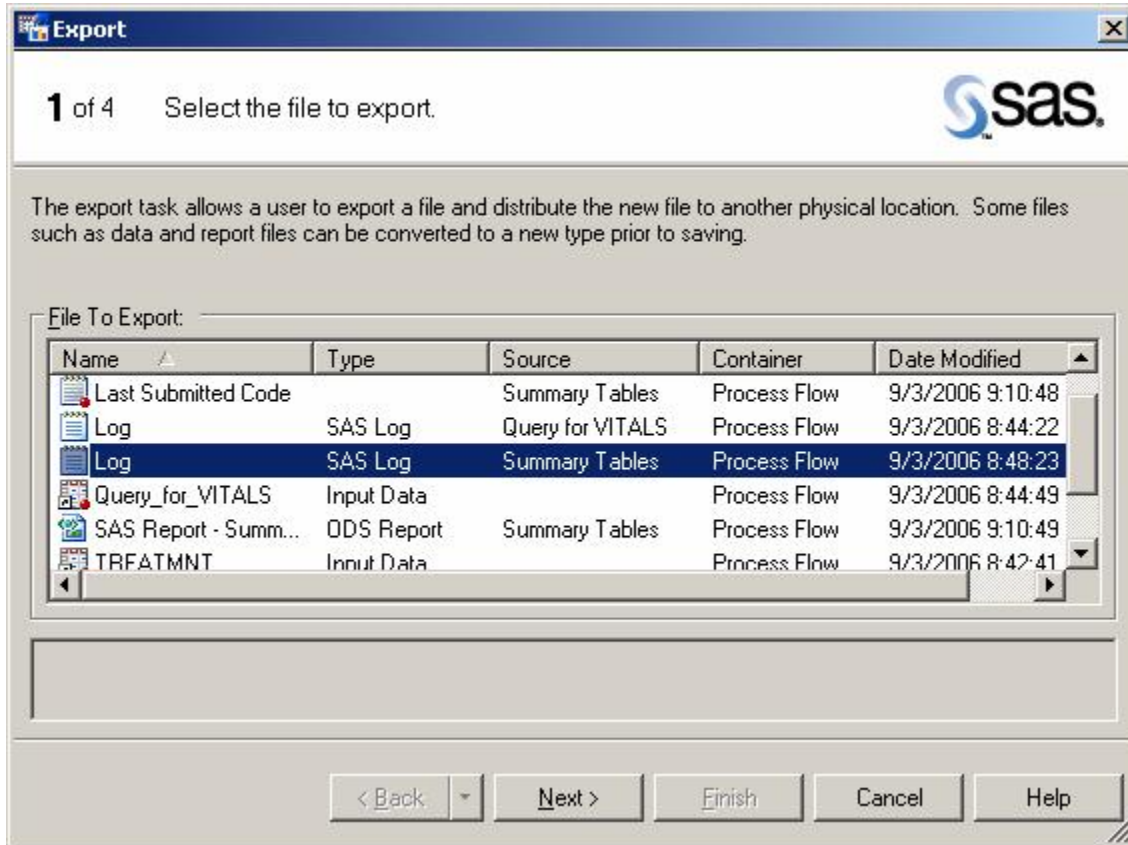 Export
1 of 4 Select the file to export.
sas.
The export task allows a user to export a file and distribute the new file to another physical location. Some files
such as data and report files can be converted to a new type prior to saving.
File To Export:
Name Type Source Container Date Modified
Last Submitted Code Summary Tables Process Flow 9/3/2006 9:10:48
Log SAS Log Query for VITALS Process Flow 9/3/2006 8:44:22
Log SAS Log Summary Tables Process Flow 9/3/2006 8:48:23
Query_for_VITALS Input Data Process Flow 9/3/2006 8:44:49
SAS Report - Summ... ODS Report Summary Tables Process Flow 9/3/2006 9:10:49
TREATMNT Input Data Process Flow 9/3/2006 8:42:41
< Back Next > Finish Cancel Help